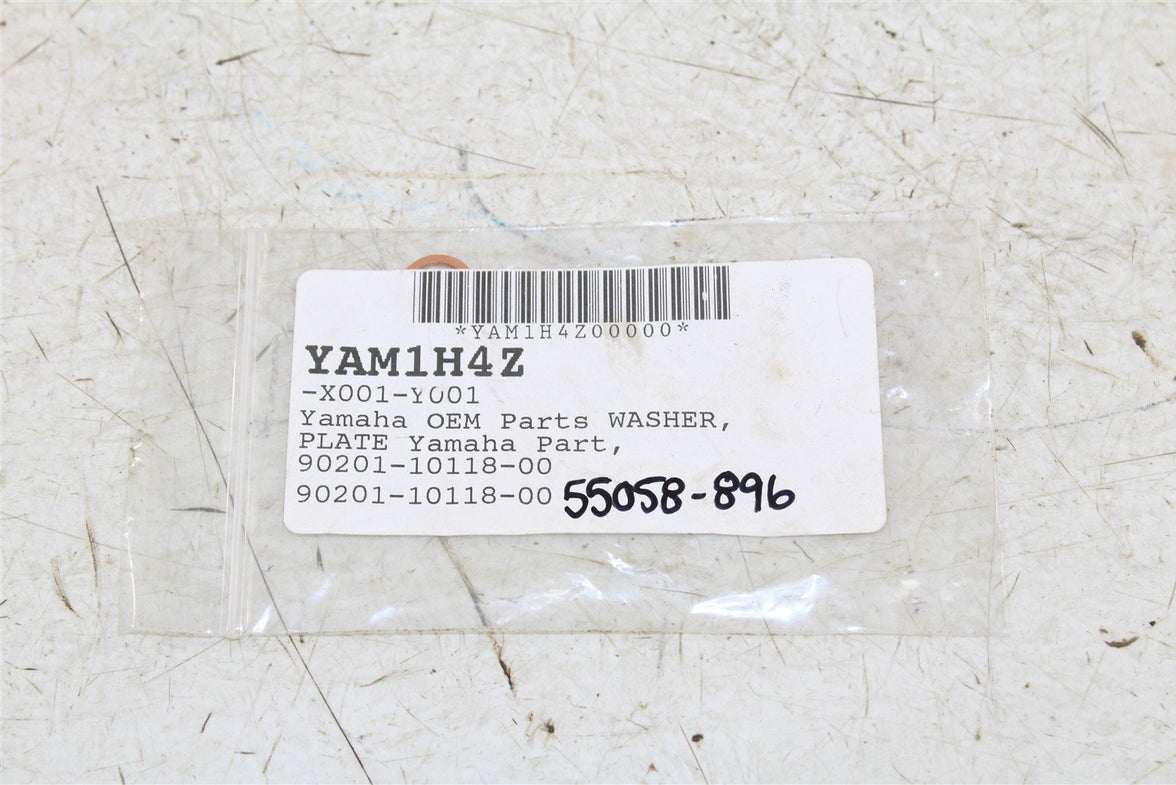 *YAM1H4Z00000*
YAM1H4Z
-X001-Y001
Yamaha OEM Parts WASHER,
PLATE Yamaha Part,
90201-10118-00
90201-10118-00 55058-896